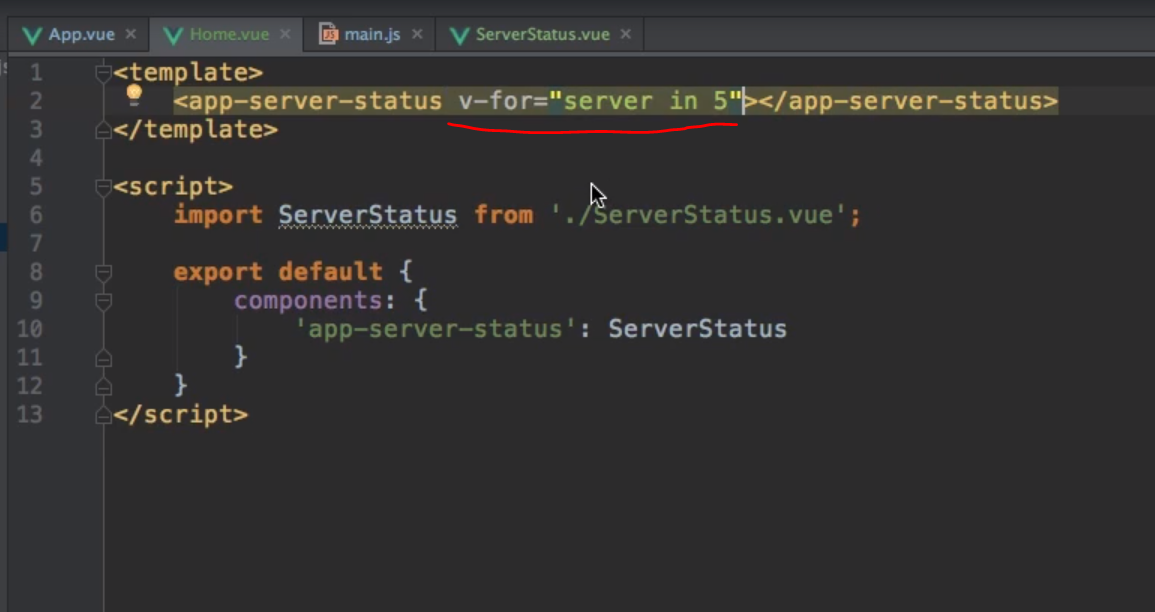 App.vue × Home.vue × main.js × ServerStatus.vue ×
1 <template>
2 <app-server-status v-for="server in 5"></app-server-status>
3 </template>
4
5 <script>
6 import ServerStatus from './ServerStatus.vue';
7
8 export default {
9 components: {
10 'app-server-status': ServerStatus
11 }
12 }
13 </script>